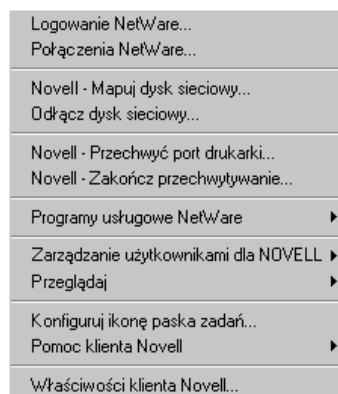 Logowanie NetWare...
Połączenia NetWare...
Novell - Mapuj dysk sieciowy...
Odłącz dysk sieciowy...
Novell - Przechwyć port drukarki...
Novell - Zakończ przechwytywanie...
Programy usługowe NetWare
Zarządzanie użytkownikami dla NOVELL
Przeglądaj
Konfiguruj ikonę paska zadań...
Pomoc klienta Novell
Właściwości klienta Novell...